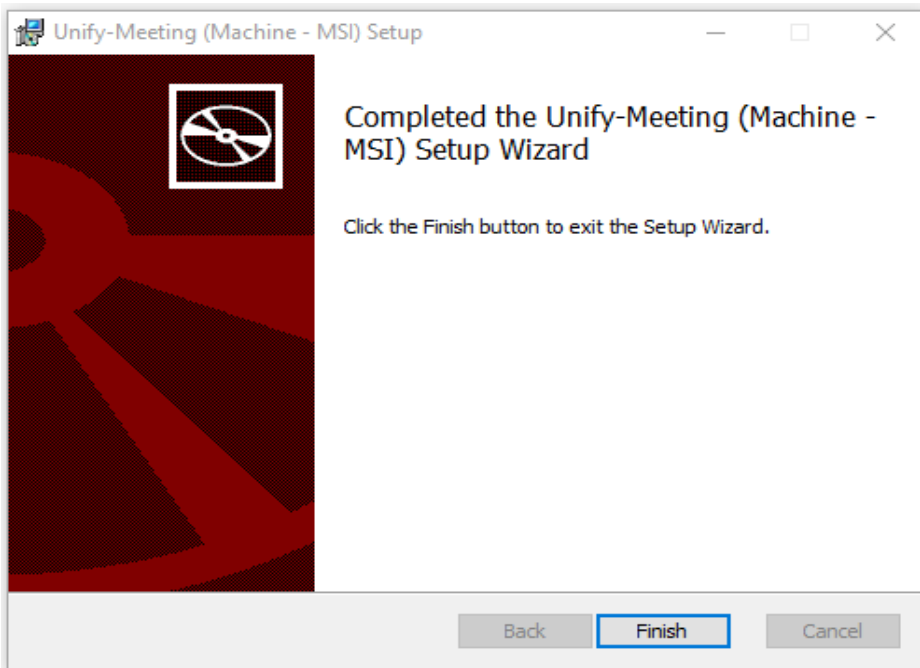 Unify-Meeting (Machine - MSI) Setup
Completed the Unify-Meeting (Machine -
MSI) Setup Wizard
Click the Finish button to exit the Setup Wizard.
Back
Finish
Cancel